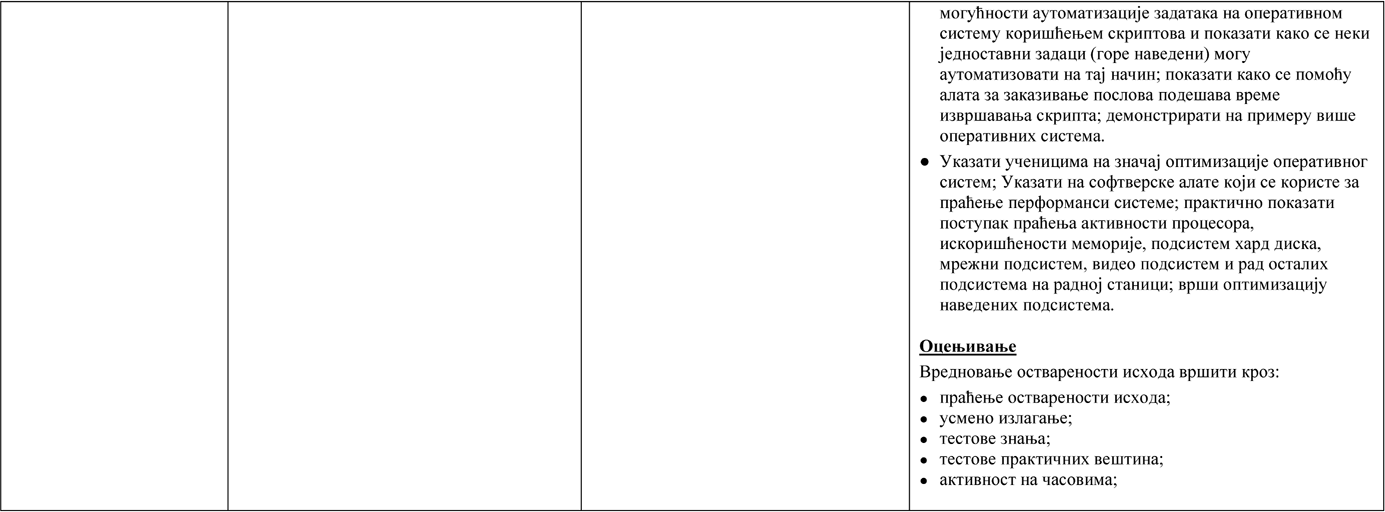 могућности аутоматизације задатака на оперативном
систему коришћењем скриптова и показати како се неки
једноставни задаци (горе наведени) могу
аутоматизовати на тај начин; показати како се помоћу
алата за заказивање послова подешава време
извршавања скрипта; демонстрирати на примеру више
оперативних система.
● Указати ученицима на значај оптимизације оперативног
систем; Указати на софтверске алате који се користе за
праћење перформанси системе; практично показати
поступак праћења активности процесора,
искоришћености меморије, подсистем хард диска,
мрежни подсистем, видео подсистем и рад осталих
подсистема на радној станици; врши оптимизацију
наведених подсистема.
Оцењивање
Вредновање остварености исхода вршити кроз:
● праћење остварености исхода;
● усмено излагање;
● тестове знања;
● тестове практичних вештина;
● активност на часовима;